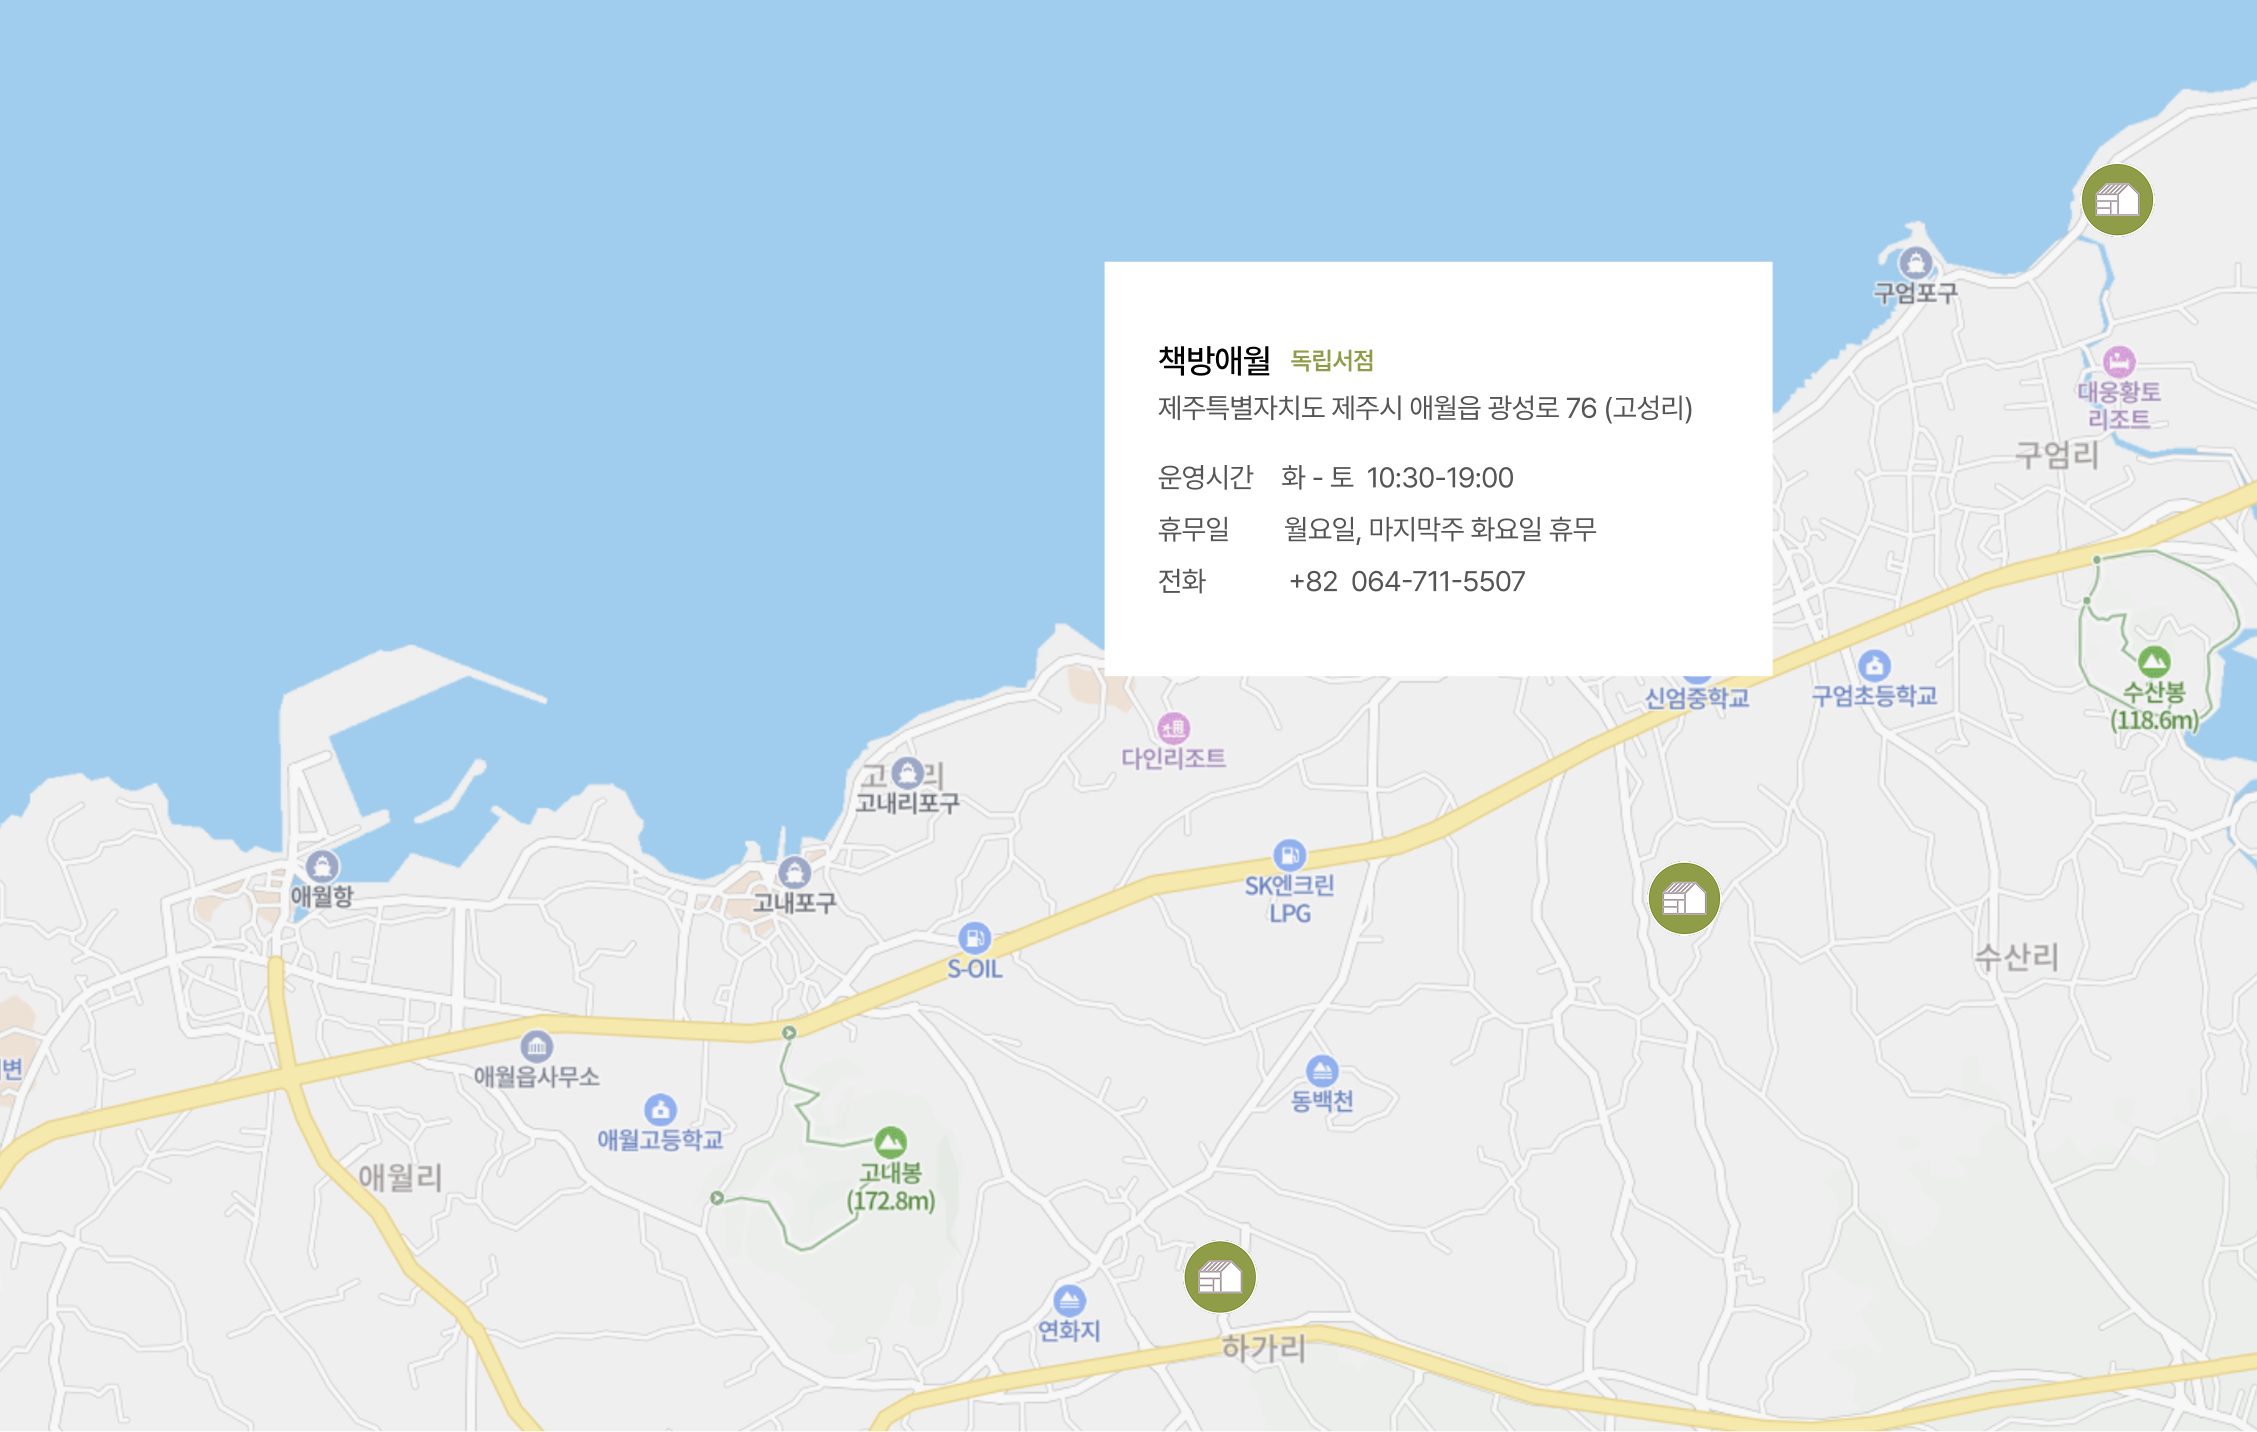 구엄포구
책방애월 독립서점
제주특별자치도 제주시 애월읍 광성로 76 (고성리)
운영시간 화 - 토 10:30-19:00
휴무일 월요일, 마지막주 화요일 휴무
전화 +82 064-711-5507
대웅황토
리조트
구엄리
신엄중학교
구엄초등학교
수산봉
(118.6m)
다인리조트
고
리
고내리포구
애월항
고내포구
SK엔크린
LPG
S-OIL
수산리
변
애월읍사무소
애월고등학교
동백천
애월리
고내봉
(172.8m)
연화지
하가리